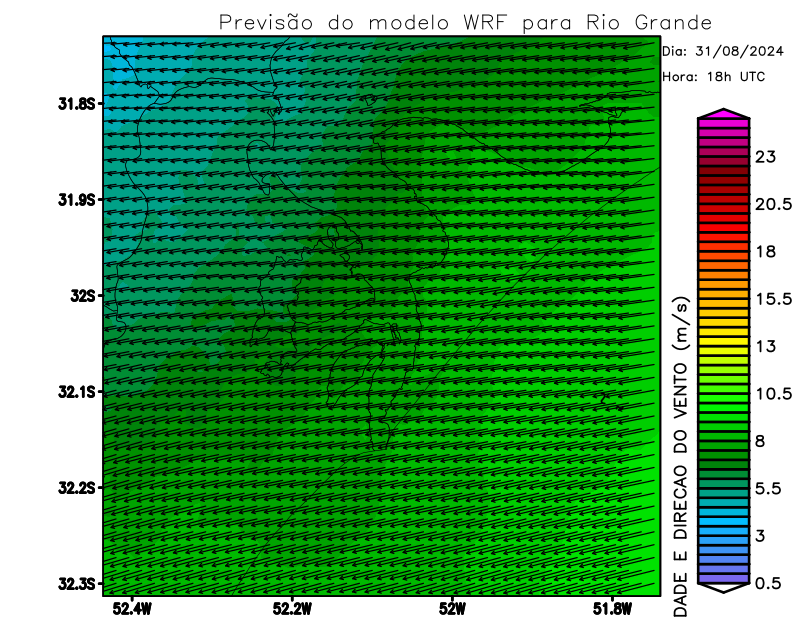 Previsão do modelo WRF para Rio Grande
Dia: 31/08/2024
Hora: 18h UTC
31.8S
31.9S
32S
32.1S
32.2S
32.3S
52.4W
52.2W
52W
51.8W
23
20.5
18
15.5
13
10.5
8
5.5
3
0.5
DADE E DIRECAO DO VENTO (m/s)